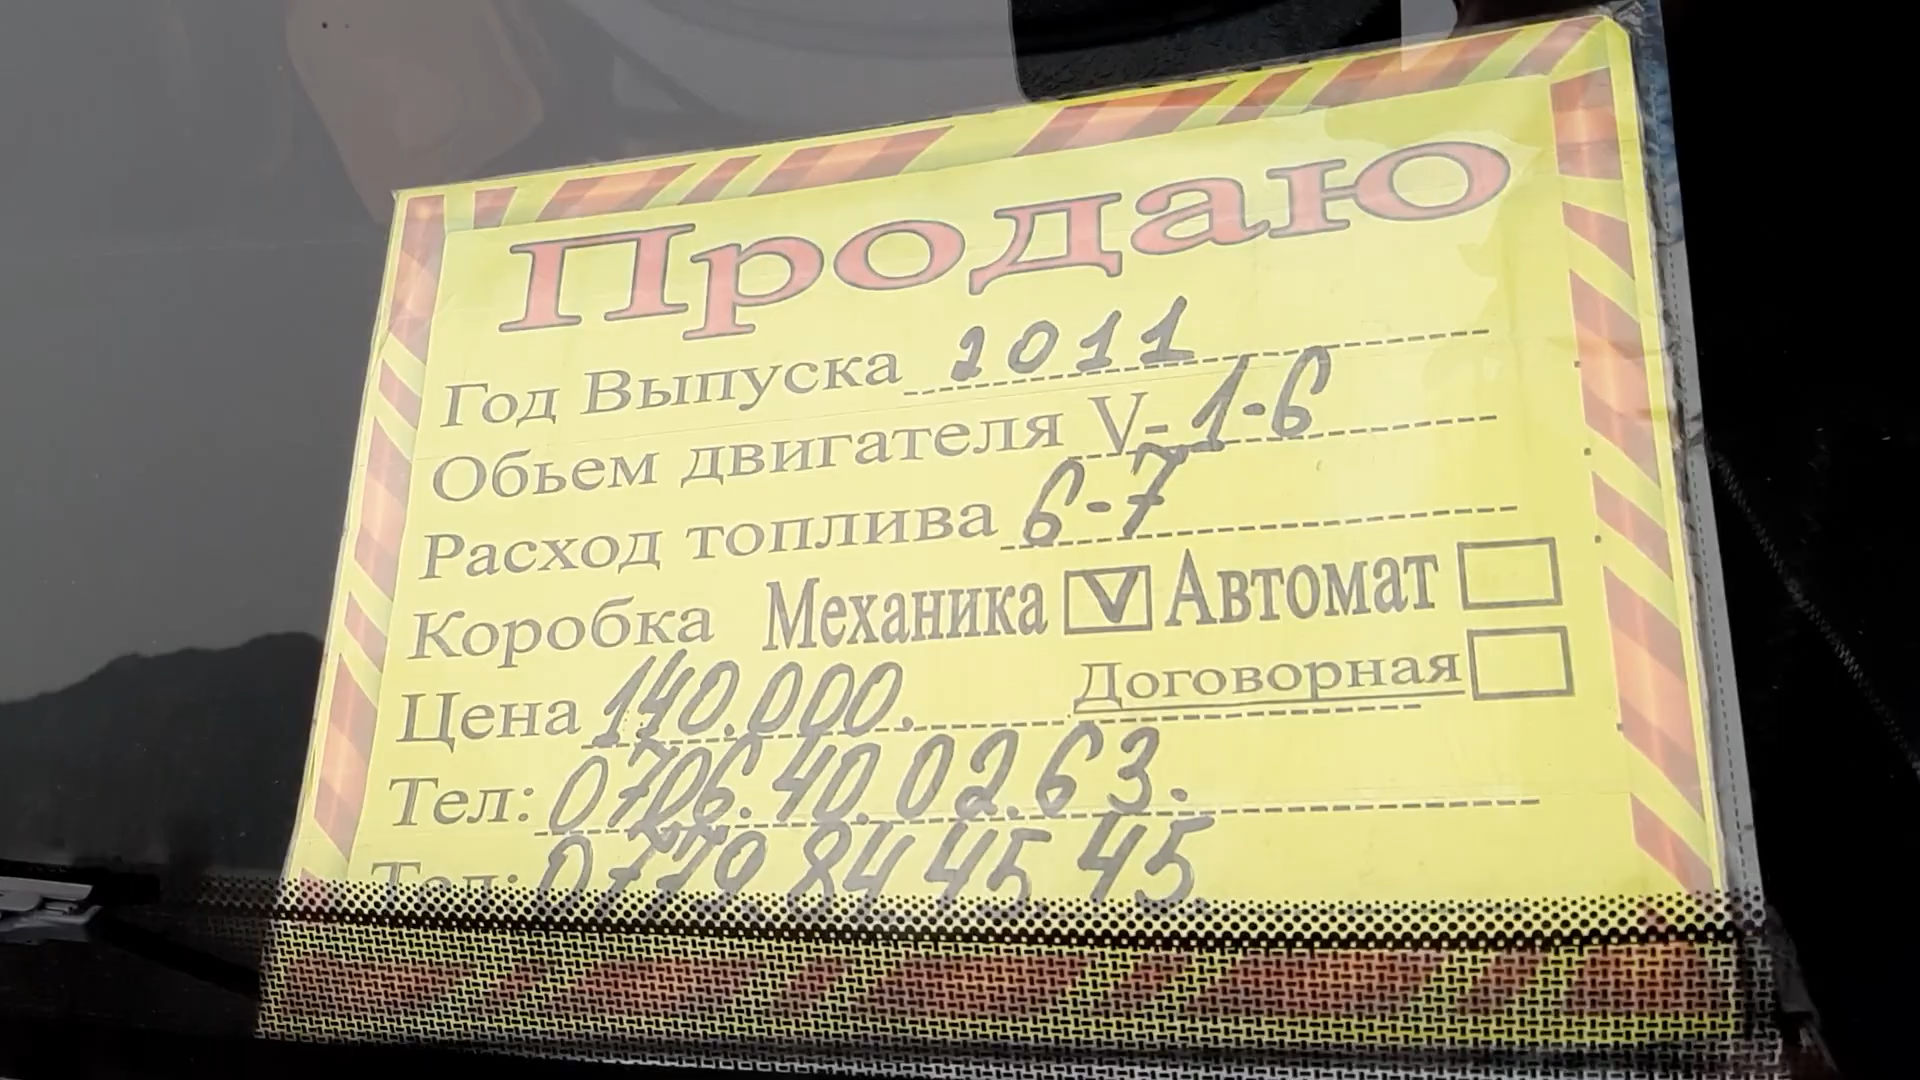 Продаю
Год Выпуска 2011
Обьем двигателя V-1-6
Расход топлива 6-7
Коробка Механика V Автомат
Цена 140.000. Договорная
Тел: 0706.40.02.63.
Тел: 0779 84 45 45.